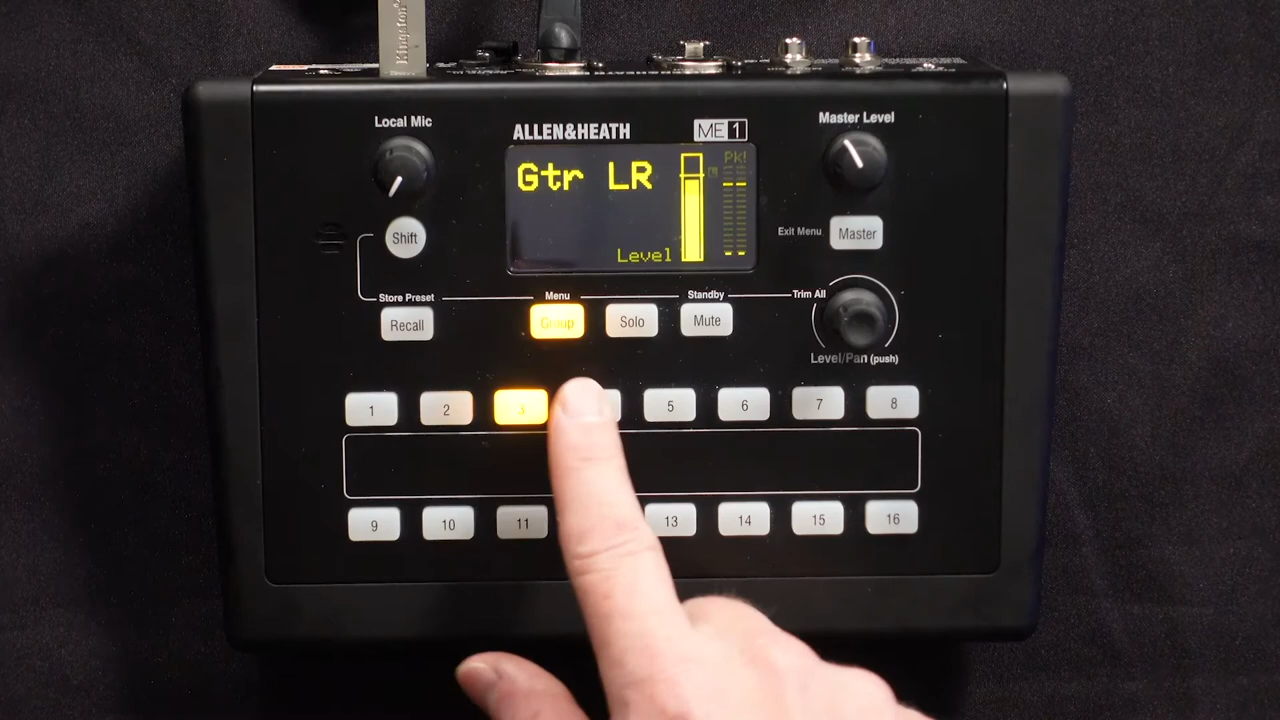 Kingston
Local Mic
ALLEN&HEATH
ME 1
Master Level
Gtr LR
Pk!
Level
Shift
Exit Menu
Master
Store Preset
Menu
Standby
Trim All
Recall
Group
Solo
Mute
Level/Pan (push)
1 2 3 5 6 7 8
9 10 11 13 14 15 16